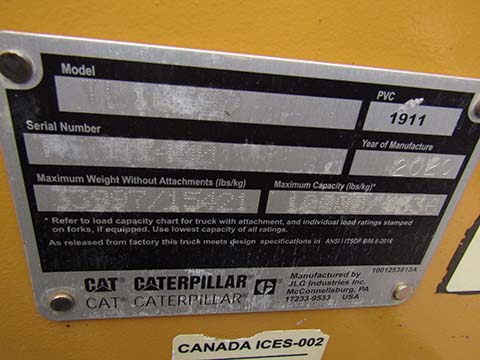 Model
PVC
1911
Serial Number
Year of Manufacture
Maximum Weight Without Attachments (lbs/kg)
Maximum Capacity (lbs/kg)*
* Refer to load capacity chart for truck with attachment, and individual load ratings stamped
on forks, if equipped. Use lowest capacity of all ratings.
As released from factory this truck meets design specifications in ANSI / ITSDF B56.6-2016
CAT CATERPILLAR
CAT CATERPILLAR
Manufactured by
JLG Industries Inc.
McConnellsburg, PA
17233-9533 USA
1001253913A
CANADA ICES-002